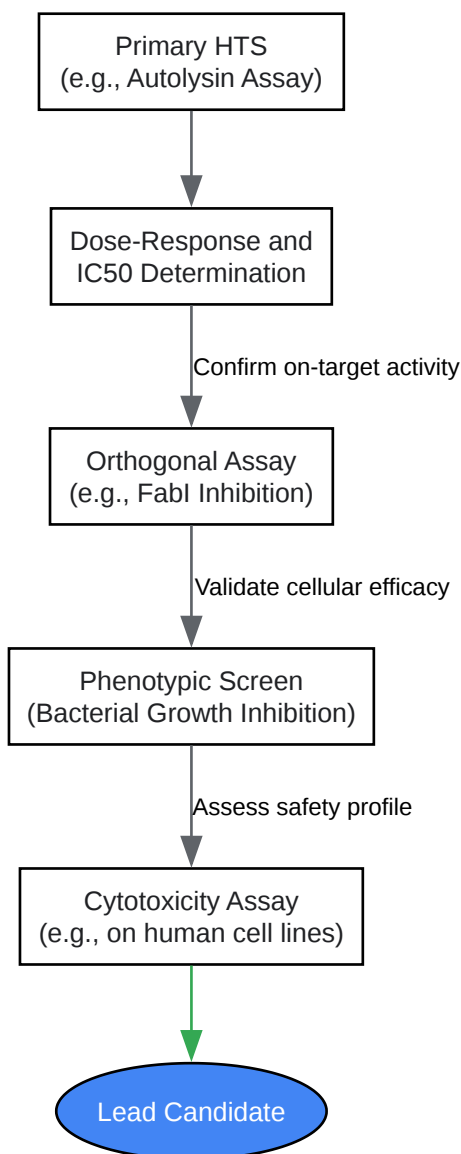 Primary HTS
(e.g., Autolysin Assay)
Dose-Response and
IC50 Determination
Confirm on-target activity
Orthogonal Assay
(e.g., FabI Inhibition)
Validate cellular efficacy
Phenotypic Screen
(Bacterial Growth Inhibition)
Assess safety profile
Cytotoxicity Assay
(e.g., on human cell lines)
Lead Candidate